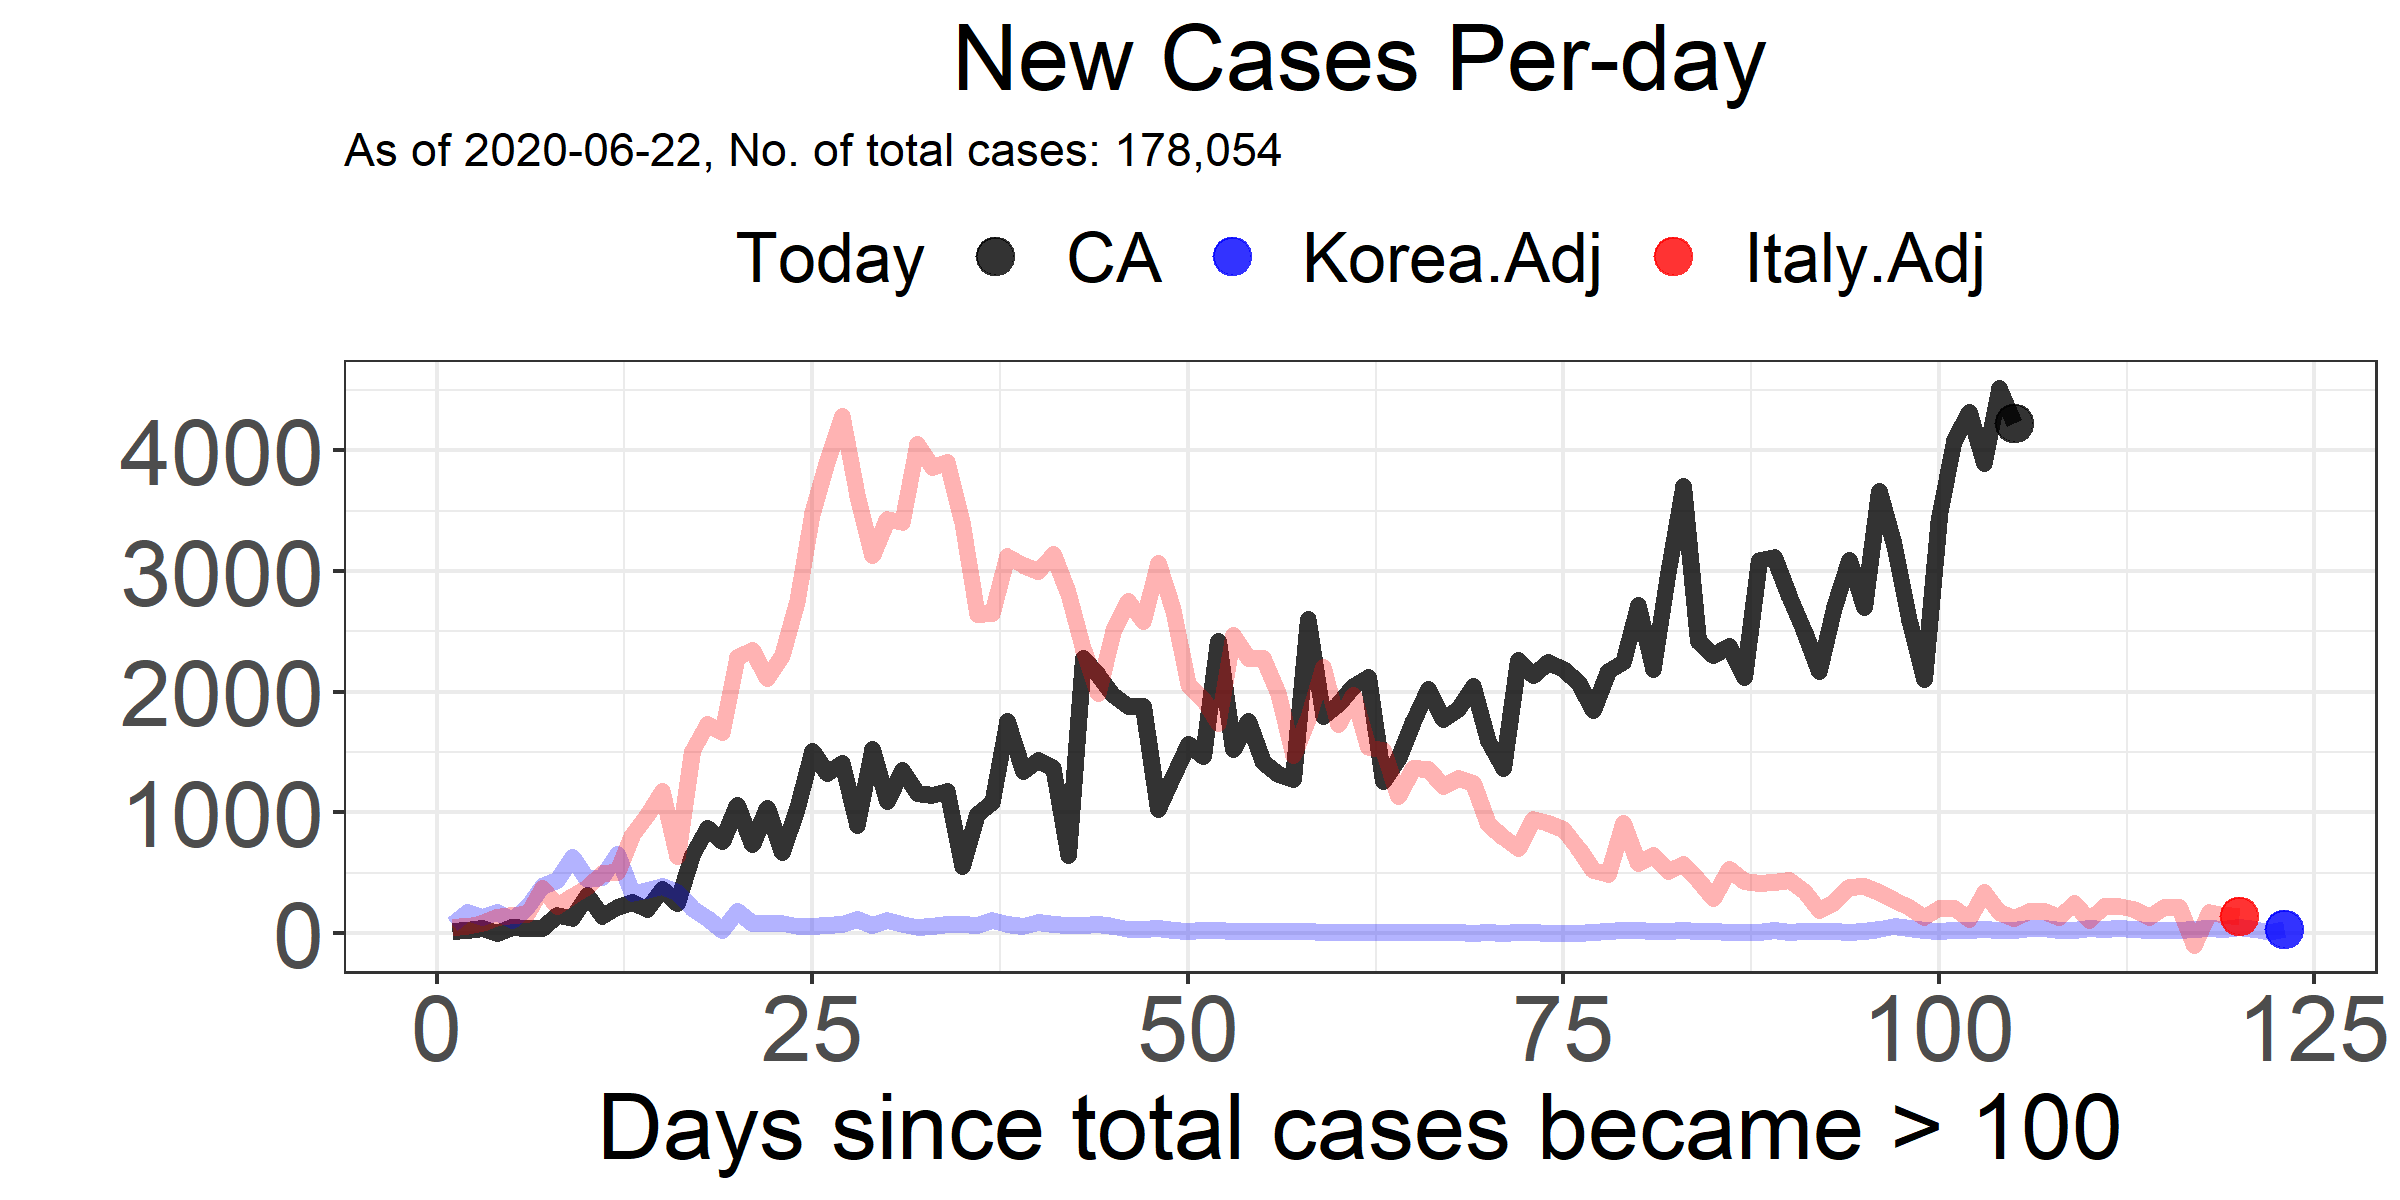 New Cases Per-day
As of 2020-06-22, No. of total cases: 178,054
Today CA Korea.Adj Italy.Adj
4000
3000
2000
1000
0
0 25 50 75 100 125
Days since total cases became > 100